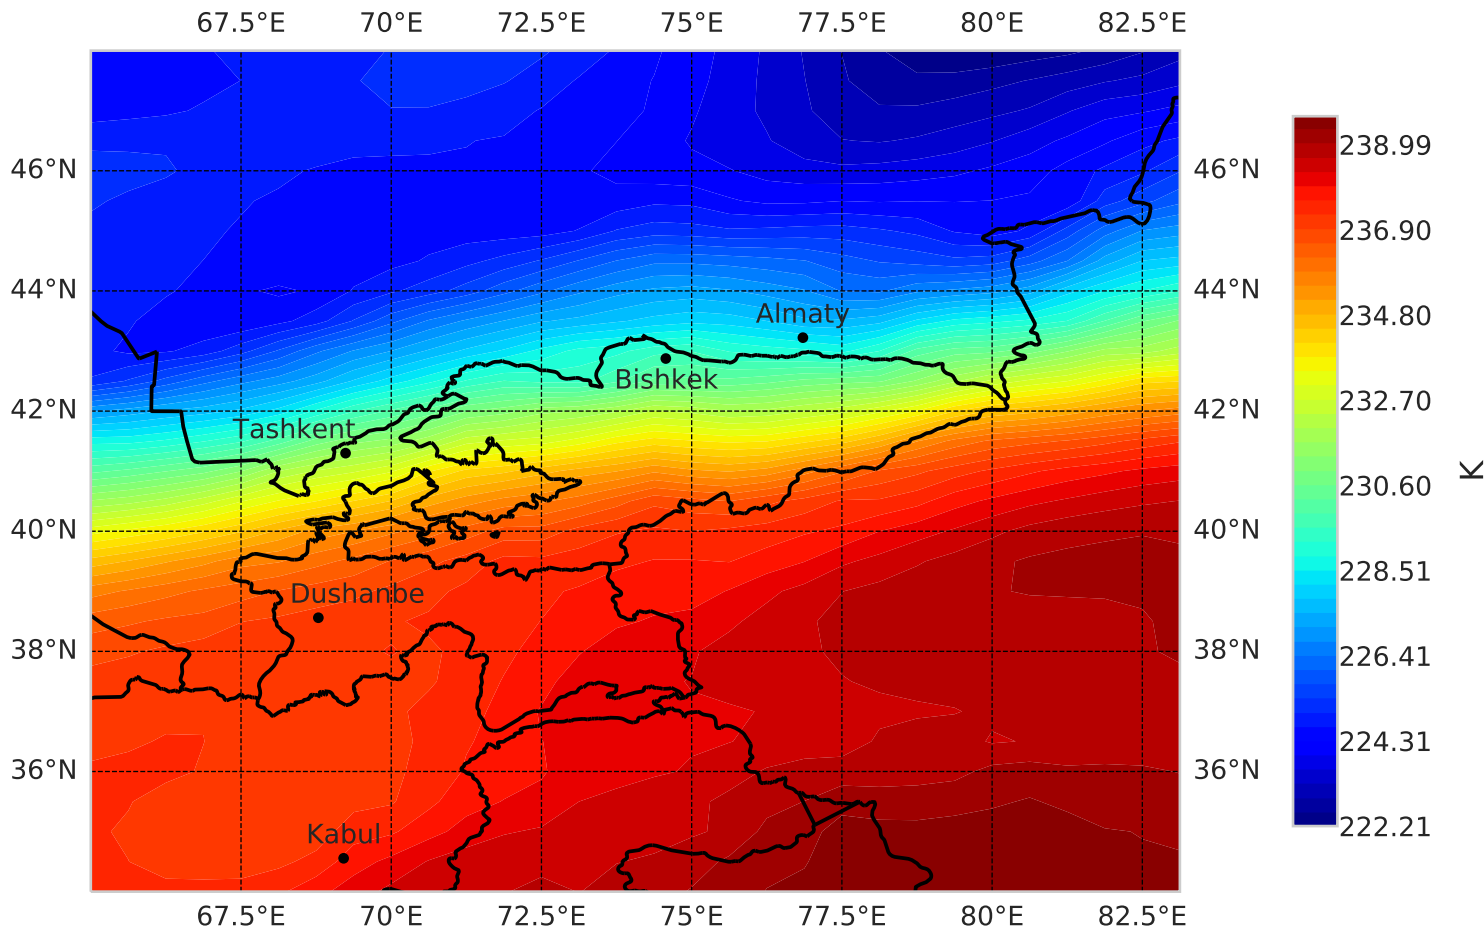 67.5°E 70°E 72.5°E 75°E 77.5°E 80°E 82.5°E
46°N 46°N
44°N 44°N
42°N 42°N
40°N 40°N
38°N 38°N
36°N 36°N
Almaty
Bishkek
Tashkent
Dushanbe
Kabul
67.5°E 70°E 72.5°E 75°E 77.5°E 80°E 82.5°E
238.99
236.90
234.80
232.70
230.60
228.51
226.41
224.31
222.21
K